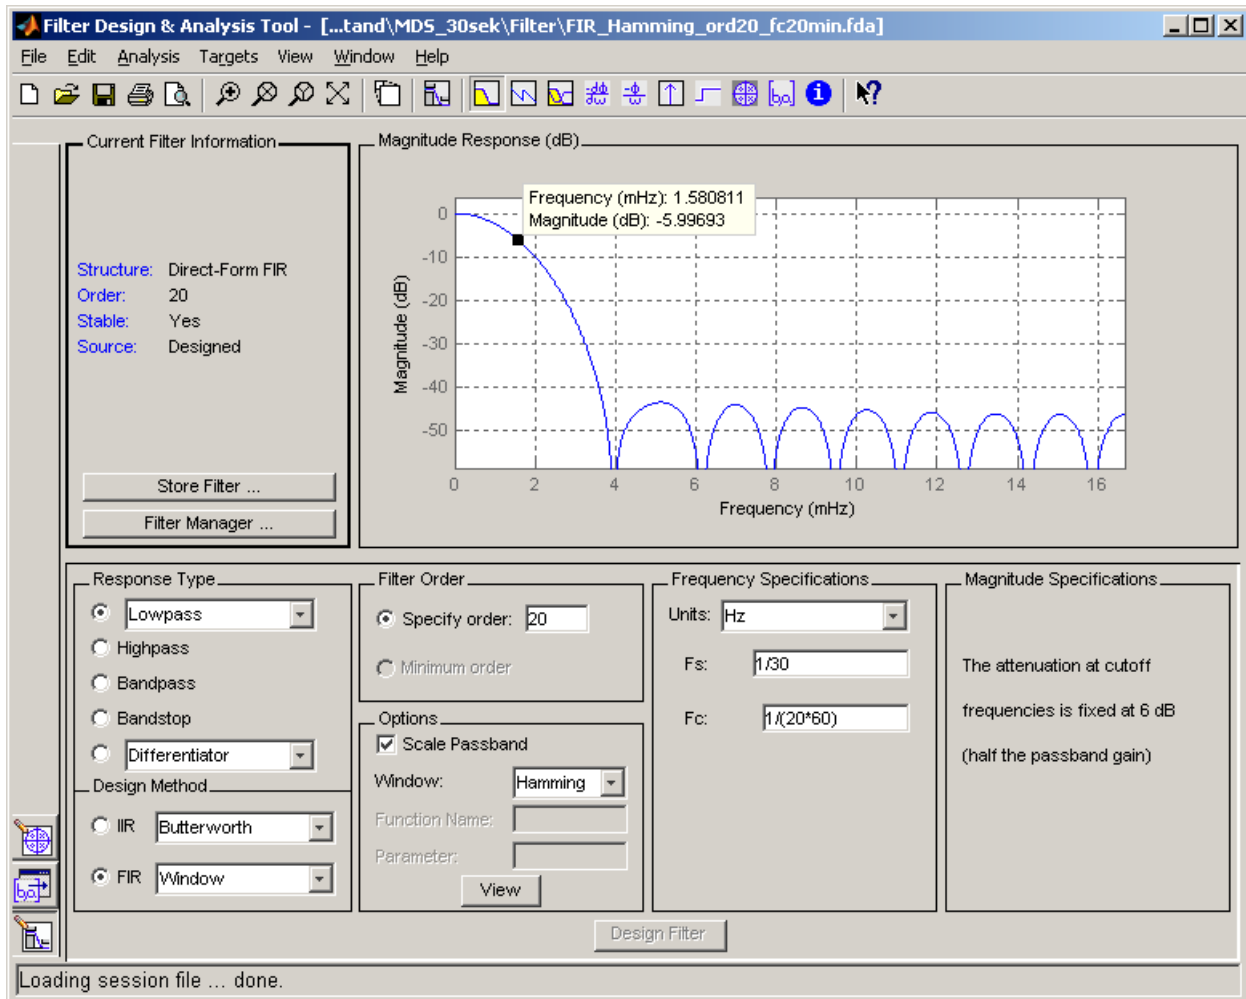 Filter Design & Analysis Tool - [...tand\MDS_30sek\Filter\FIR_Hamming_ord20_fc20min.fda]
File Edit Analysis Targets View Window Help
Current Filter Information
Structure: Direct-Form FIR
Order: 20
Stable: Yes
Source: Designed
Store Filter ...
Filter Manager ...
Magnitude Response (dB)
Frequency (mHz): 1.580811
Magnitude (dB): -5.99693
0
-10
-20
-30
-40
-50
Magnitude (dB)
0 2 4 6 8 10 12 14 16
Frequency (mHz)
Response Type
Lowpass
Highpass
Bandpass
Bandstop
Differentiator
Design Method
IIR Butterworth
FIR Window
Filter Order
Specify order: 20
Minimum order
Options
Scale Passband
Window: Hamming
Function Name:
Parameter:
View
Frequency Specifications
Units: Hz
Fs: 1/30
Fc: 1/(20*60)
Magnitude Specifications
The attenuation at cutoff
frequencies is fixed at 6 dB
(half the passband gain)
Design Filter
Loading session file ... done.